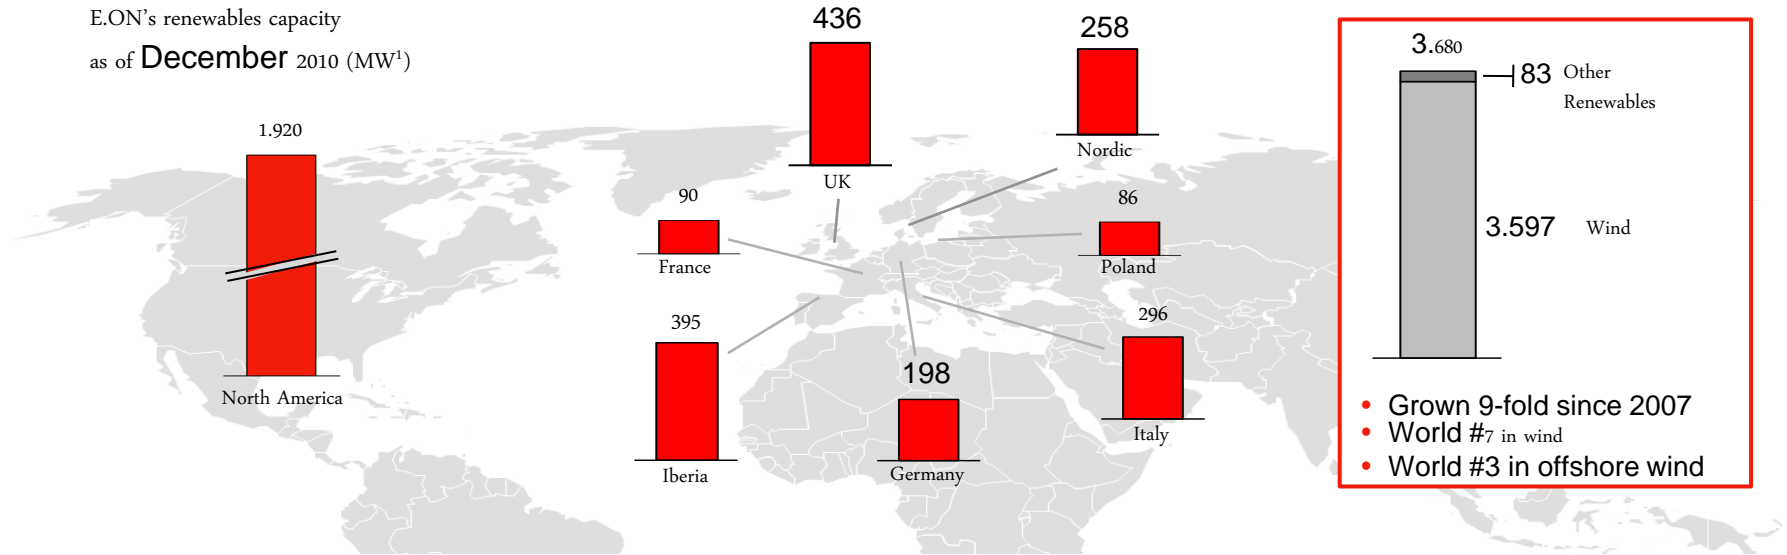 E.ON's renewables capacity
as of December 2010 (MW¹)
1.920
North America
436
UK
258
Nordic
90
France
86
Poland
395
Iberia
198
Germany
296
Italy
3.680
83 Other
Renewables
3.597 Wind
• Grown 9-fold since 2007
• World #7 in wind
• World #3 in offshore wind